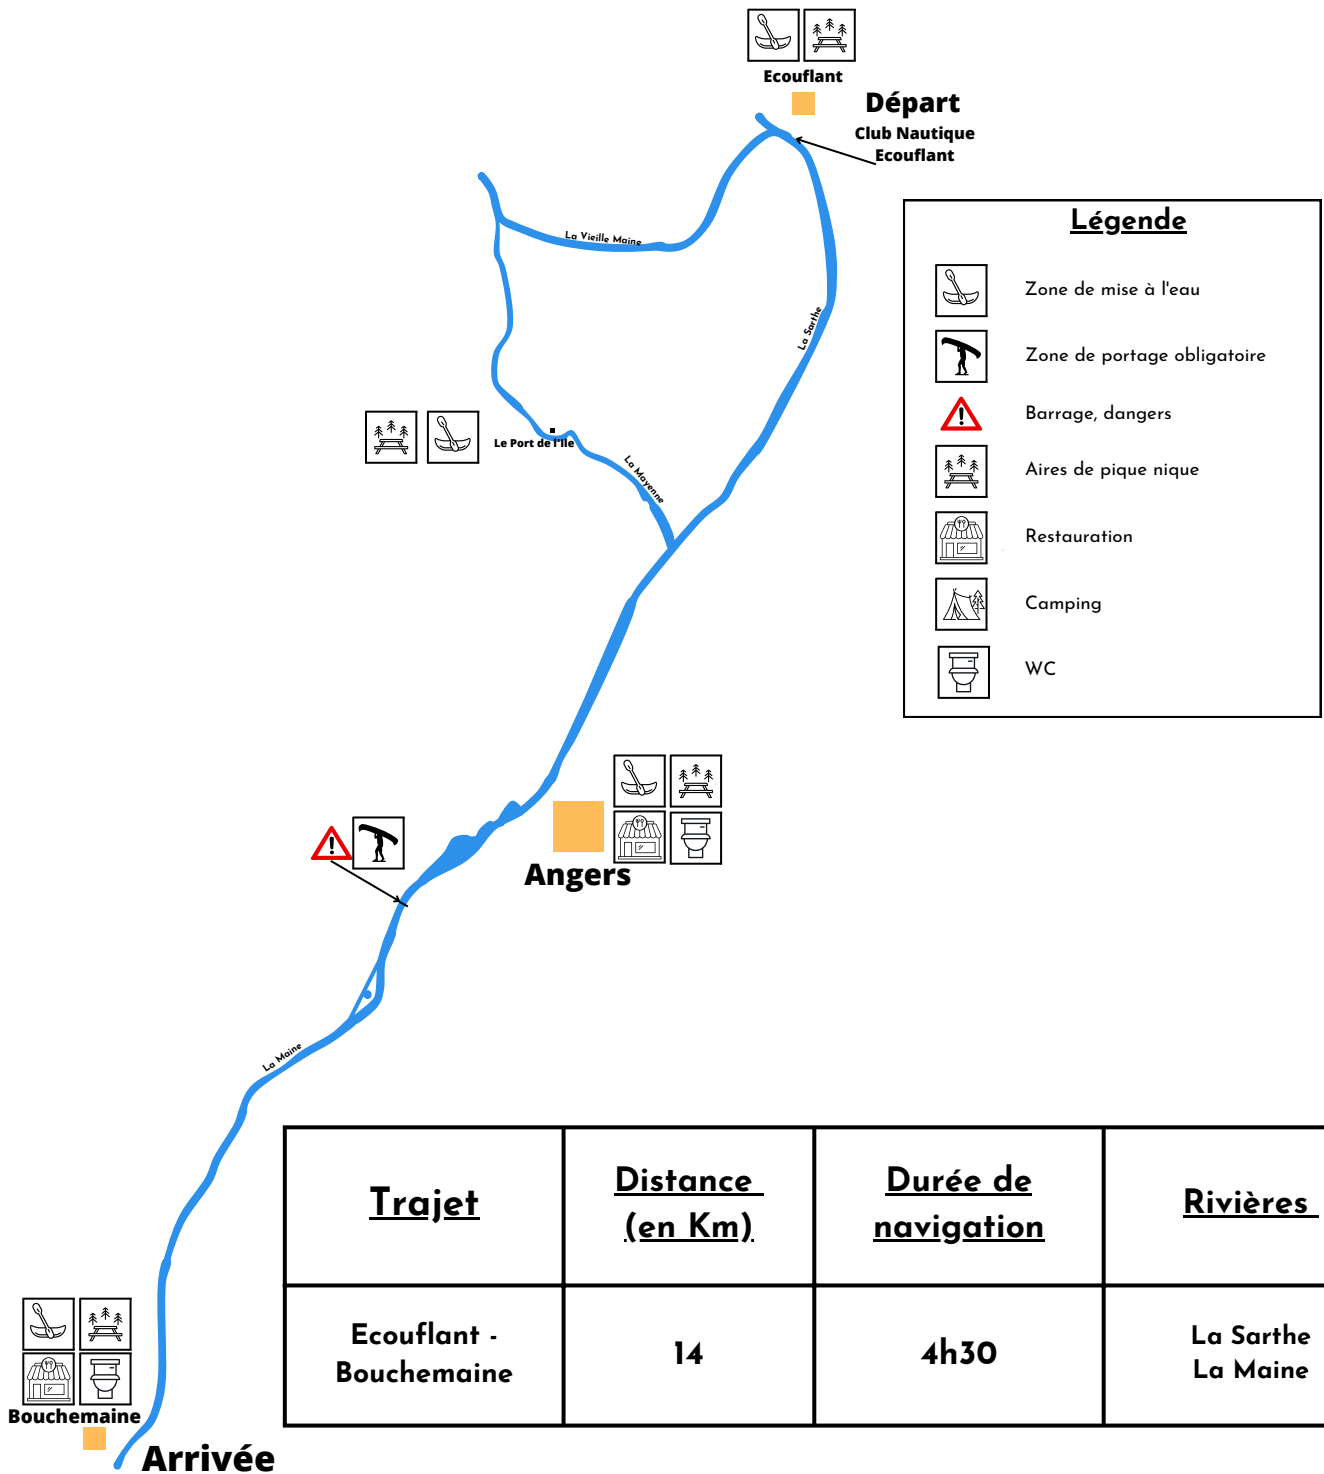 Ecouflant
Départ
Club Nautique
Ecouflant
La Vieille Maine
La Sarthe
Légende
Zone de mise à l'eau
Zone de portage obligatoire
Barrage, dangers
Aires de pique nique
Restauration
Camping
WC
Le Port de l'Ile
La Mayenne
Angers
La Maine
Trajet
Distance
(en Km)
Durée de
navigation
Rivières
Ecouflant -
Bouchemaine
14
4h30
La Sarthe
La Maine
Bouchemaine
Arrivée